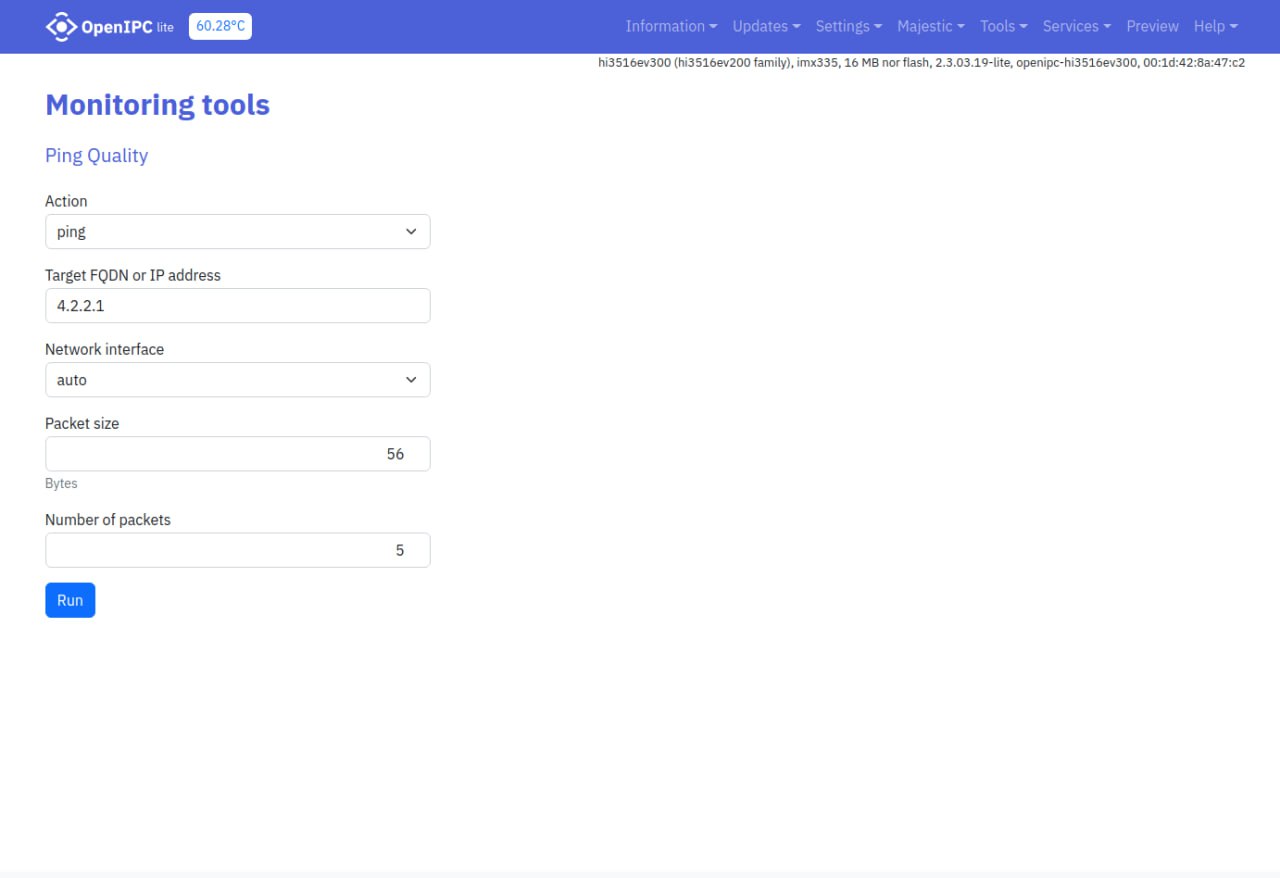 OpenIPC lite 60.28°C Information Updates Settings Majestic Tools Services Preview Help
hi3516ev300 (hi3516ev200 family), imx335, 16 MB nor flash, 2.3.03.19-lite, openipc-hi3516ev300, 00:1d:42:8a:47:c2
Monitoring tools
Ping Quality
Action
ping
Target FQDN or IP address
4.2.2.1
Network interface
auto
Packet size
56
Bytes
Number of packets
5
Run